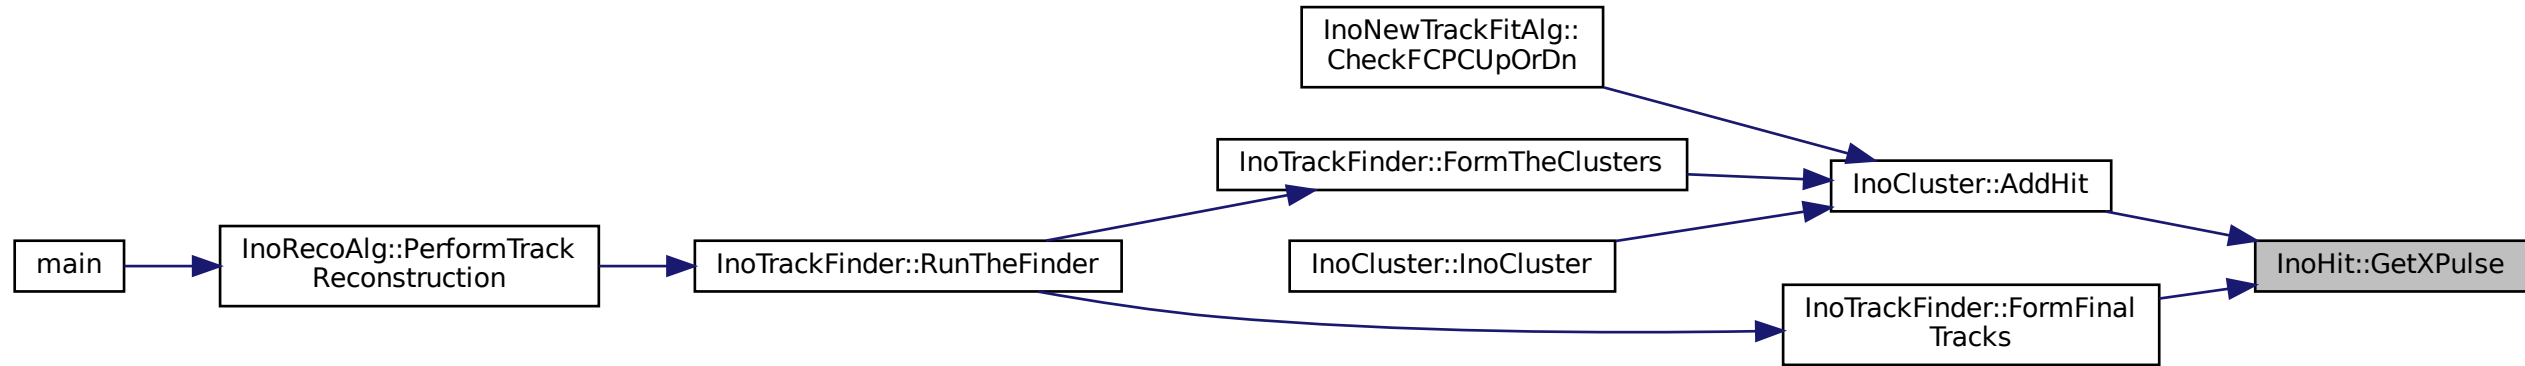 InoNewTrackFitAlg::
CheckFCPCUpOrDn
InoTrackFinder::FormTheClusters
InoCluster::AddHit
InoRecoAlg::PerformTrack
Reconstruction
main
InoTrackFinder::RunTheFinder
InoCluster::InoCluster
InoHit::GetXPulse
InoTrackFinder::FormFinal
Tracks